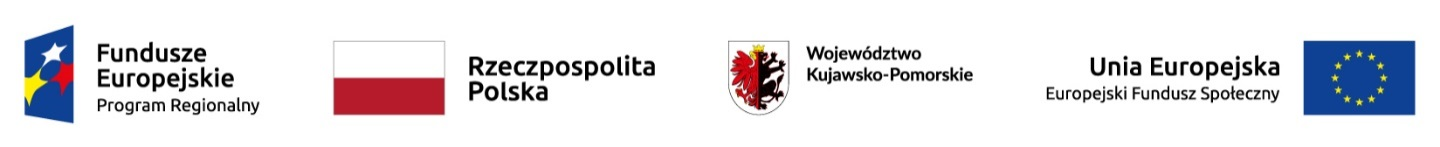 Fundusze
Europejskie
Program Regionalny
Rzeczpospolita
Polska
Województwo
Kujawsko-Pomorskie
Unia Europejska
Europejski Fundusz Społeczny